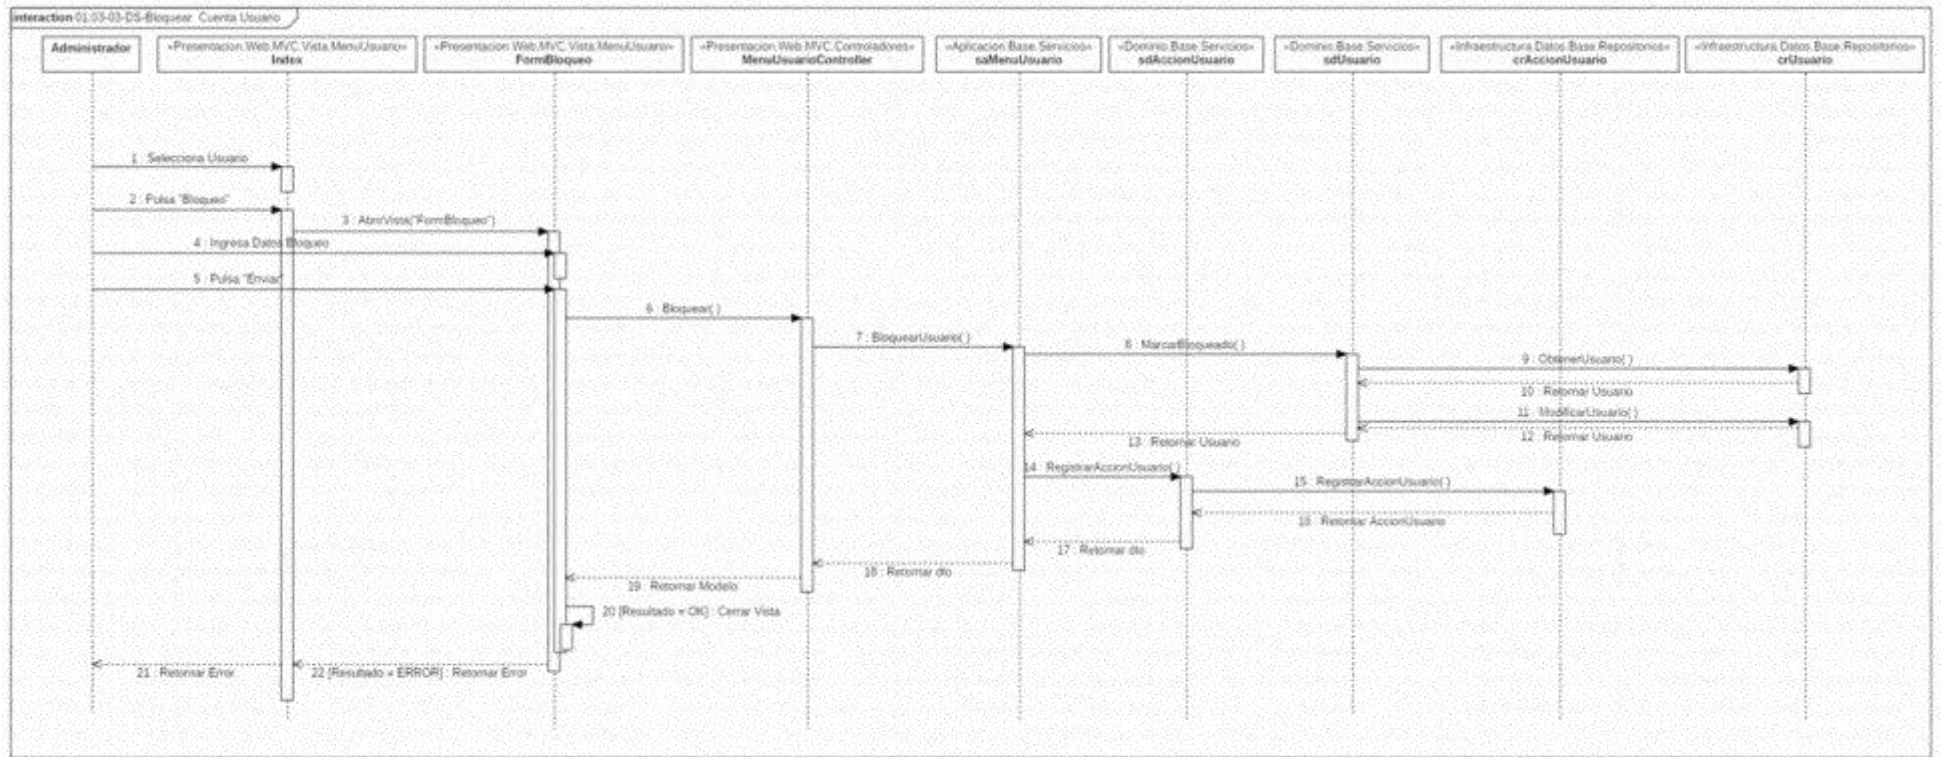 interaction 01.03-03-DS-Bloquear Cuenta Usuario
Administrador
«Presentacion.Web.MVC.Vista.MenuUsuario»
Index
«Presentacion.Web.MVC.Vista.MenuUsuario»
FormBloqueo
«Presentacion.Web.MVC.Controladores»
MenuUsuarioController
«Aplicacion.Base.Servicios»
saMenuUsuario
«Dominio.Base.Servicios»
sdAccionUsuario
«Dominio.Base.Servicios»
sdUsuario
«Infraestructura.Datos.Base.Repositorios»
crAccionUsuario
«Infraestructura.Datos.Base.Repositorios»
crUsuario
1 : Selecciona Usuario
2 : Pulsa "Bloqueo"
3 : AbrirVista("FormBloqueo")
4 : Ingresa Datos Bloqueo
5 : Pulsa "Enviar"
6 : Bloquear( )
7 : BloquearUsuario( )
8 : MarcarBloqueado( )
9 : ObtenerUsuario( )
10 : Retornar Usuario
11 : ModificarUsuario( )
12 : Retornar Usuario
13 : Retornar Usuario
14 : RegistrarAccionUsuario( )
15 : RegistrarAccionUsuario( )
16 : Retornar AccionUsuario
17 : Retornar dto
18 : Retornar dto
19 : Retornar Modelo
20 [Resultado = OK] : Cerrar Vista
21 : Retornar Error
22 [Resultado = ERROR] : Retornar Error